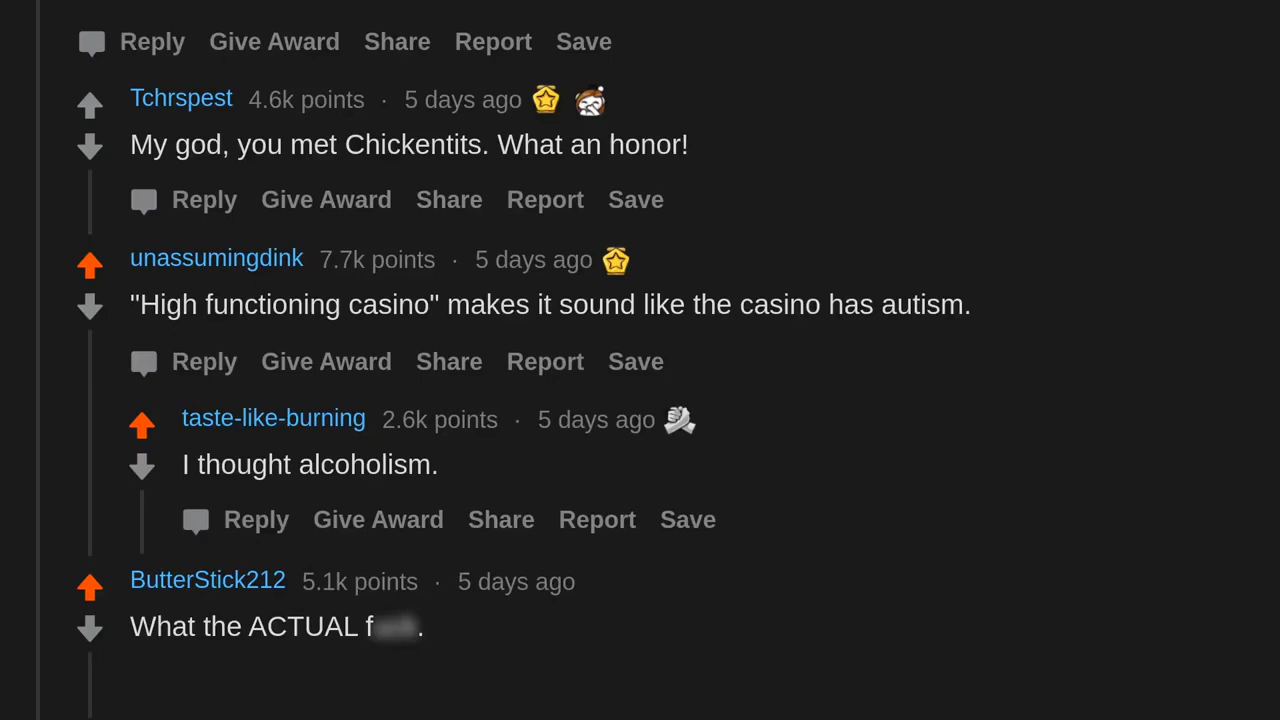 Reply Give Award Share Report Save
Tchrspest 4.6k points · 5 days ago
My god, you met Chickentits. What an honor!
Reply Give Award Share Report Save
unassumingdink 7.7k points · 5 days ago
"High functioning casino" makes it sound like the casino has autism.
Reply Give Award Share Report Save
taste-like-burning 2.6k points · 5 days ago
I thought alcoholism.
Reply Give Award Share Report Save
ButterStick212 5.1k points · 5 days ago
What the ACTUAL f